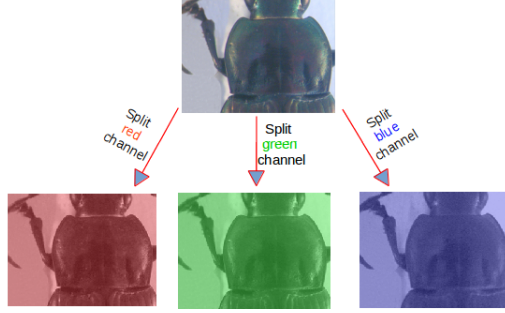 Split
red
channel
Split
green
channel
Split
blue
channel